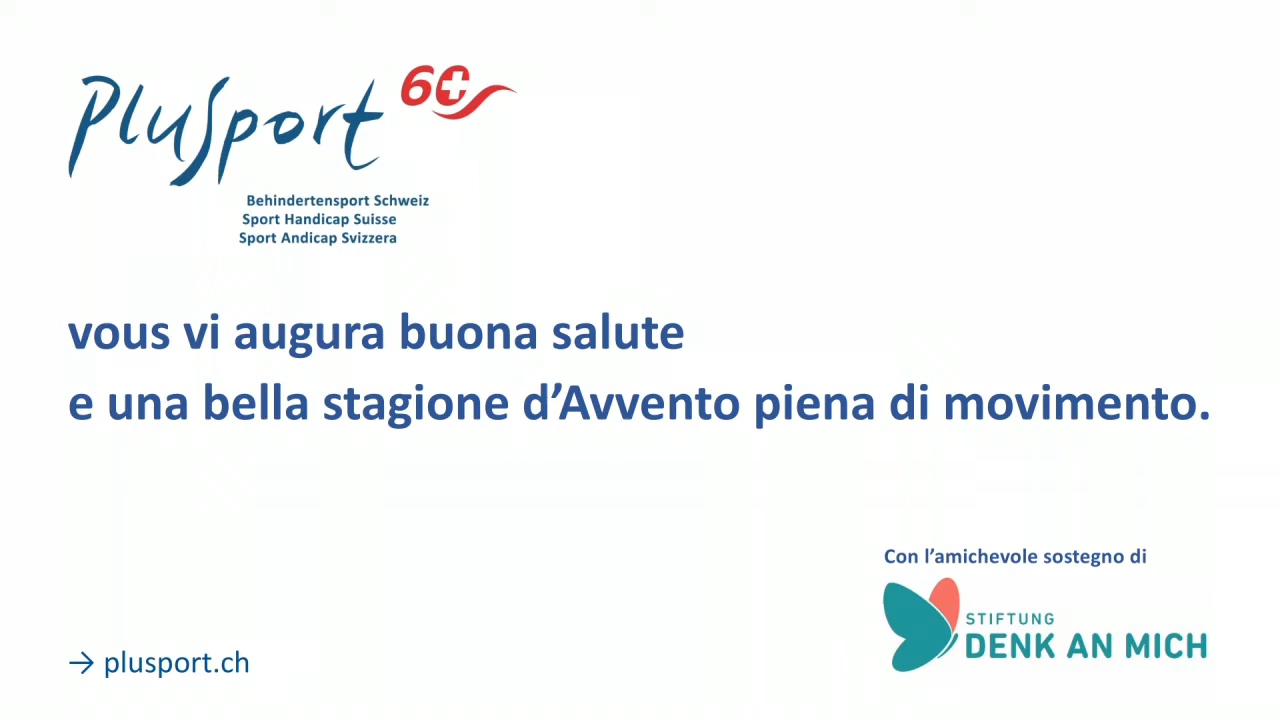 PluSport 60
Behindertensport Schweiz
Sport Handicap Suisse
Sport Andicap Svizzera
vous vi augura buona salute
e una bella stagione d’Avvento piena di movimento.
Con l’amichevole sostegno di
STIFTUNG
DENK AN MICH
→ plusport.ch